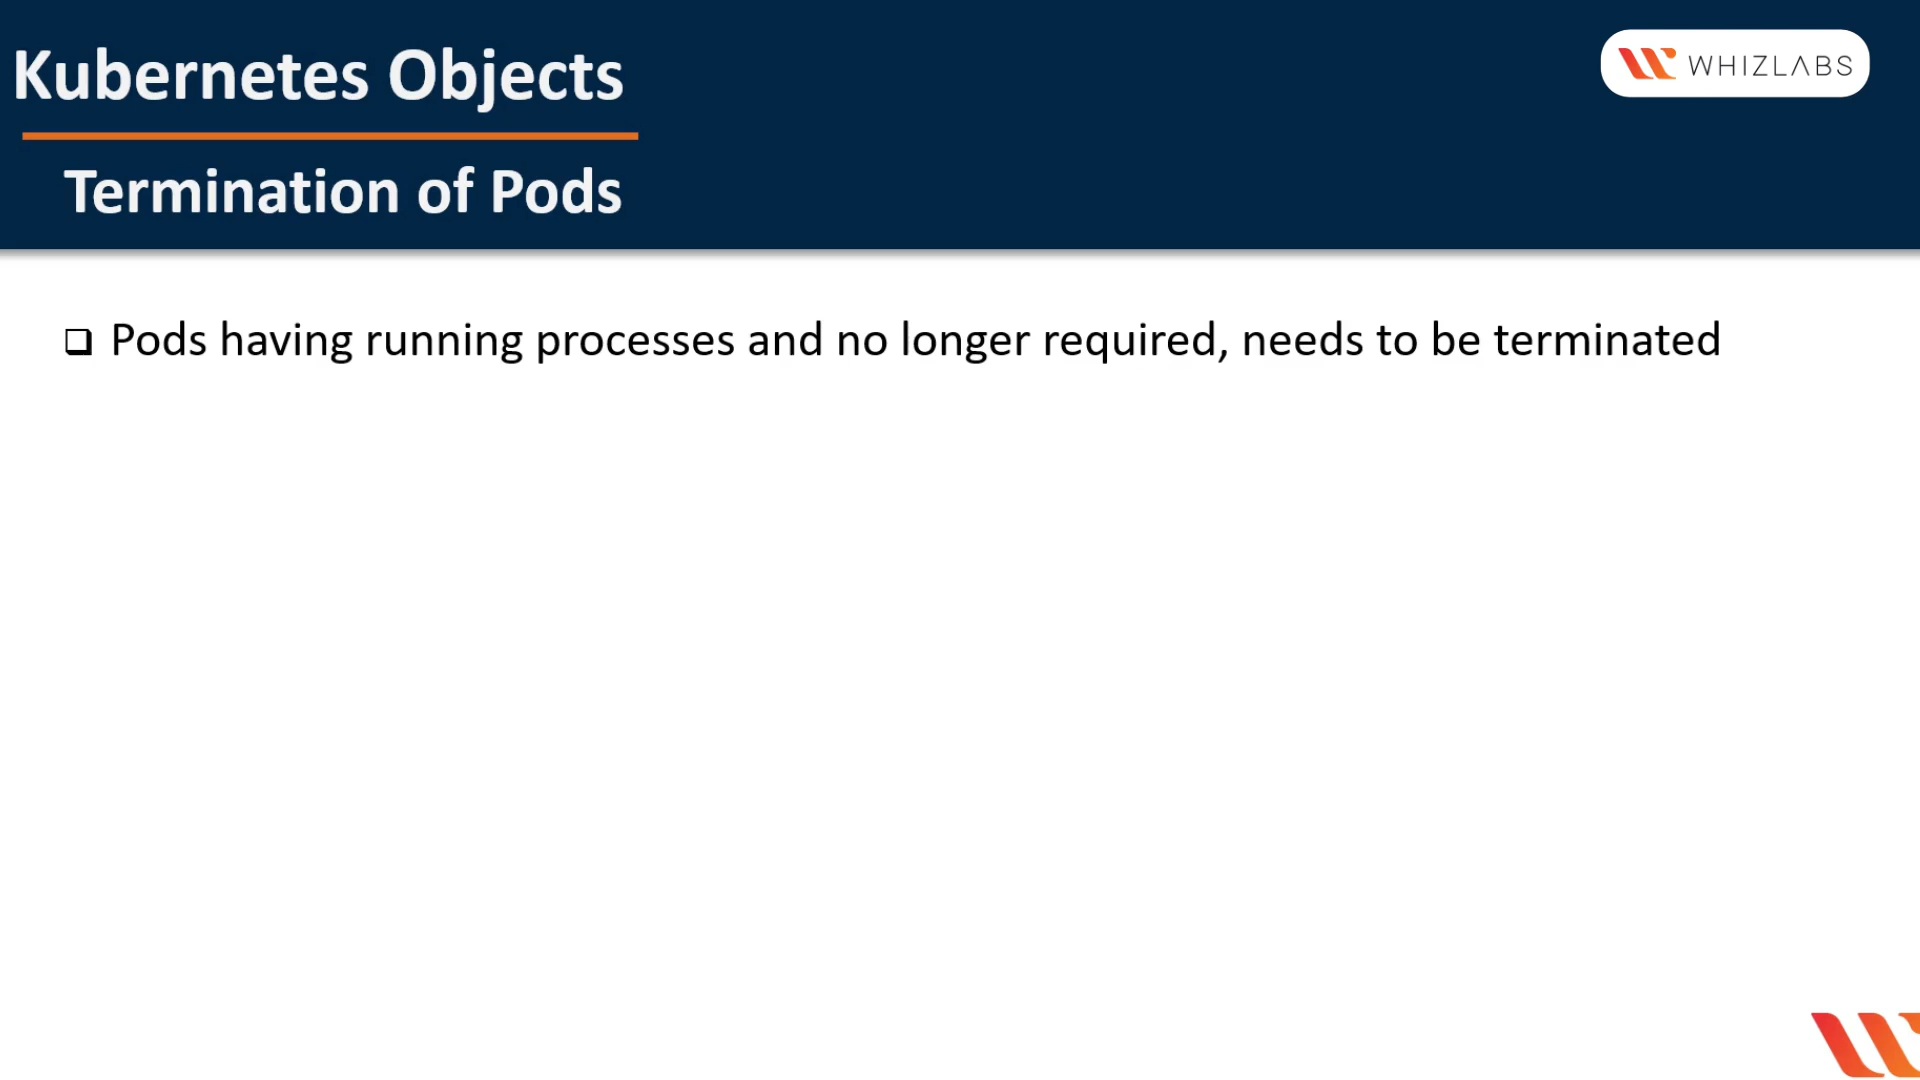 Kubernetes Objects
WHIZLABS
Termination of Pods
❑ Pods having running processes and no longer required, needs to be terminated